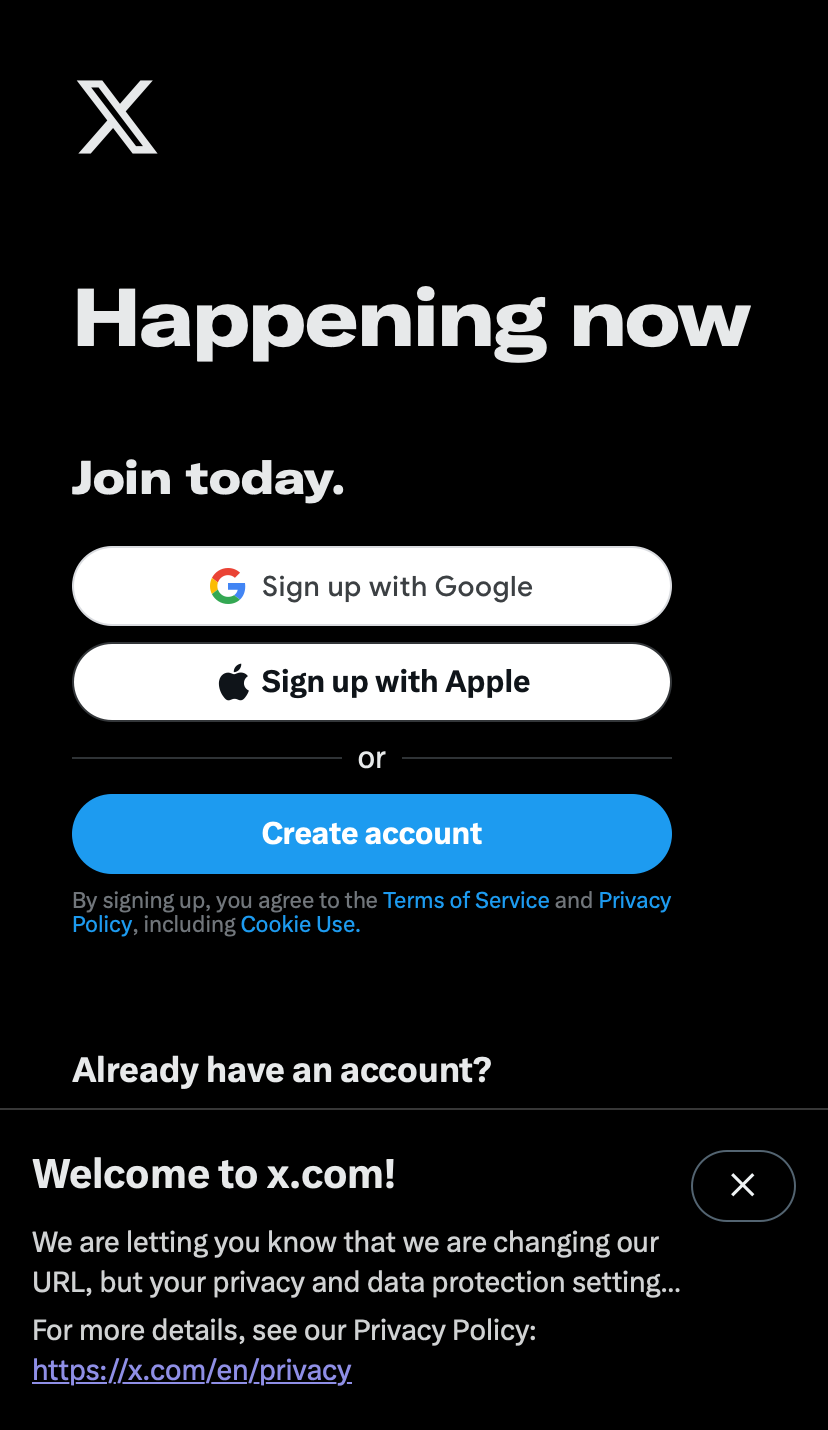 Happening now
Join today.
Sign up with Google
Sign up with Apple
or
Create account
By signing up, you agree to the Terms of Service and Privacy
Policy, including Cookie Use.
Already have an account?
Welcome to x.com!
We are letting you know that we are changing our
URL, but your privacy and data protection setting...
For more details, see our Privacy Policy:
https://x.com/en/privacy